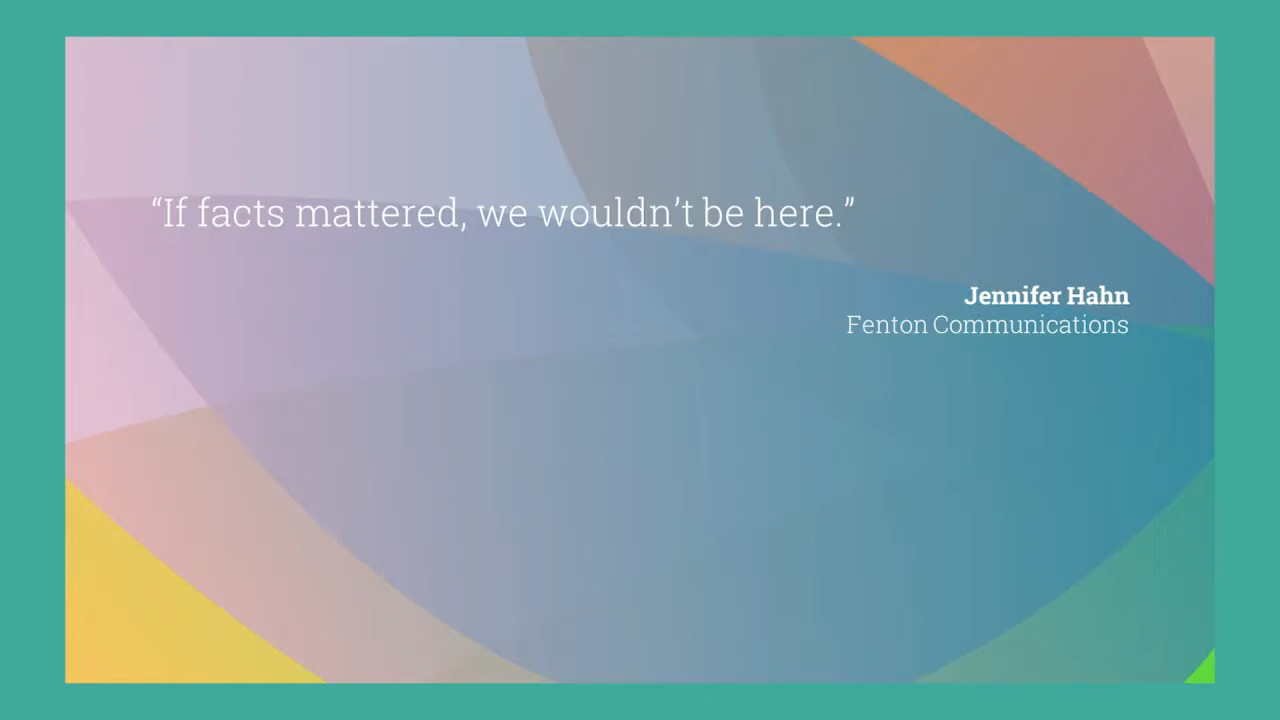 “If facts mattered, we wouldn’t be here.”
Jennifer Hahn
Fenton Communications